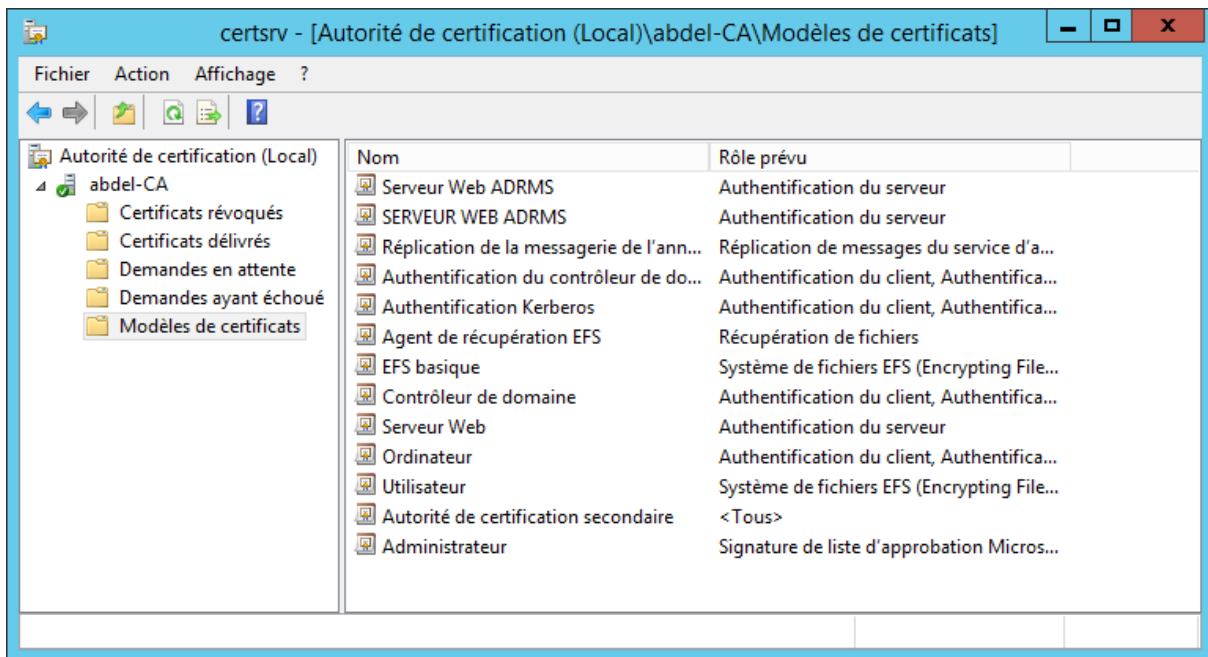 certsrv - [Autorité de certification (Local)\abdel-CA\Modèles de certificats]
Fichier Action Affichage ?
Autorité de certification (Local)
abdel-CA
Certificats révoqués
Certificats délivrés
Demandes en attente
Demandes ayant échoué
Modèles de certificats
Nom Rôle prévu
Serveur Web ADRMS Authentification du serveur
SERVEUR WEB ADRMS Authentification du serveur
Réplication de la messagerie de l'ann... Réplication de messages du service d'a...
Authentification du contrôleur de do... Authentification du client, Authentifica...
Authentification Kerberos Authentification du client, Authentifica...
Agent de récupération EFS Récupération de fichiers
EFS basique Système de fichiers EFS (Encrypting File...
Contrôleur de domaine Authentification du client, Authentifica...
Serveur Web Authentification du serveur
Ordinateur Authentification du client, Authentifica...
Utilisateur Système de fichiers EFS (Encrypting File...
Autorité de certification secondaire <Tous>
Administrateur Signature de liste d'approbation Micros...